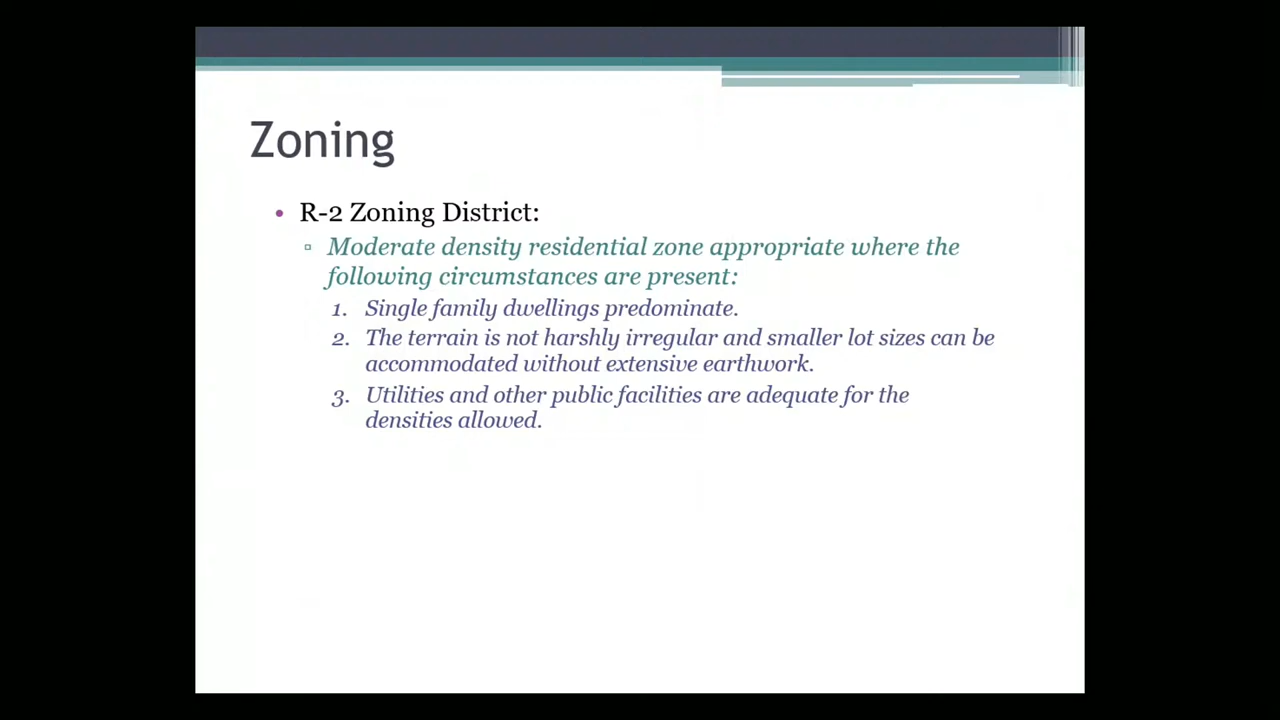 Zoning
• R-2 Zoning District:
▫ Moderate density residential zone appropriate where the
following circumstances are present:
1. Single family dwellings predominate.
2. The terrain is not harshly irregular and smaller lot sizes can be
accommodated without extensive earthwork.
3. Utilities and other public facilities are adequate for the
densities allowed.